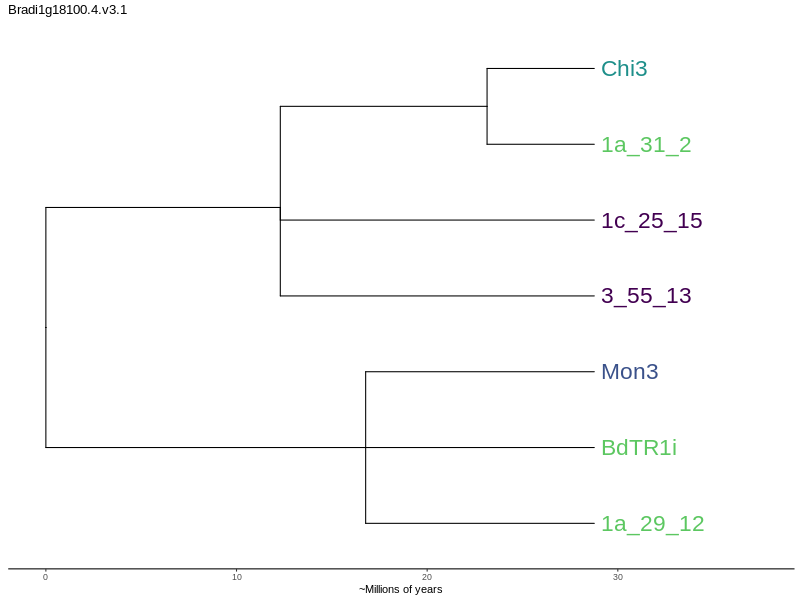 Bradi1g18100.4.v3.1
Chi3
1a_31_2
1c_25_15
3_55_13
Mon3
BdTR1i
1a_29_12
0 10 20 30
~Millions of years